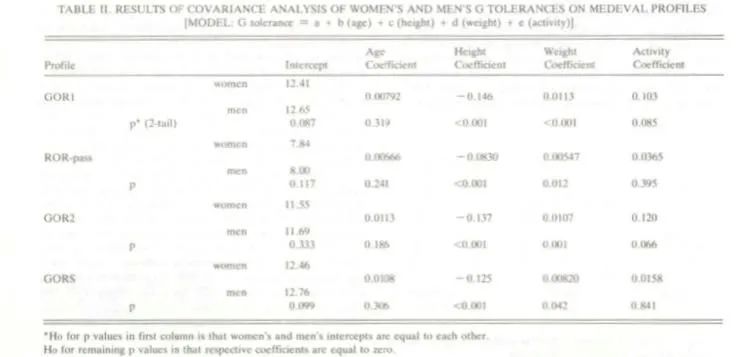 TABLE II. RESULTS OF COVARIANCE ANALYSIS OF WOMEN'S AND MEN'S G TOLERANCES ON MEDEVAL PROFILES
[MODEL: G tolerance = a + b (age) + c (height) + d (weight) + e (activity)]
Age Height Weight Activity
Profile Intercept Coefficient Coefficient Coefficient Coefficient
women 12.41
GOR1 0.00792 −0.146 0.0113 0.103
men 12.65
p* (2-tail) 0.087 0.319 <0.001 <0.001 0.085
women 7.84
ROR-pass 0.00566 −0.0830 0.00547 0.0365
men 8.00
p 0.117 0.241 <0.001 0.012 0.395
women 11.55
GOR2 0.0113 −0.137 0.0107 0.120
men 11.69
p 0.333 0.186 <0.001 0.001 0.066
women 12.46
GORS 0.0108 −0.125 0.00820 0.0158
men 12.76
p 0.099 0.306 <0.001 0.042 0.841
*Ho for p values in first column is that women's and men's intercepts are equal to each other.
Ho for remaining p values is that respective coefficients are equal to zero.